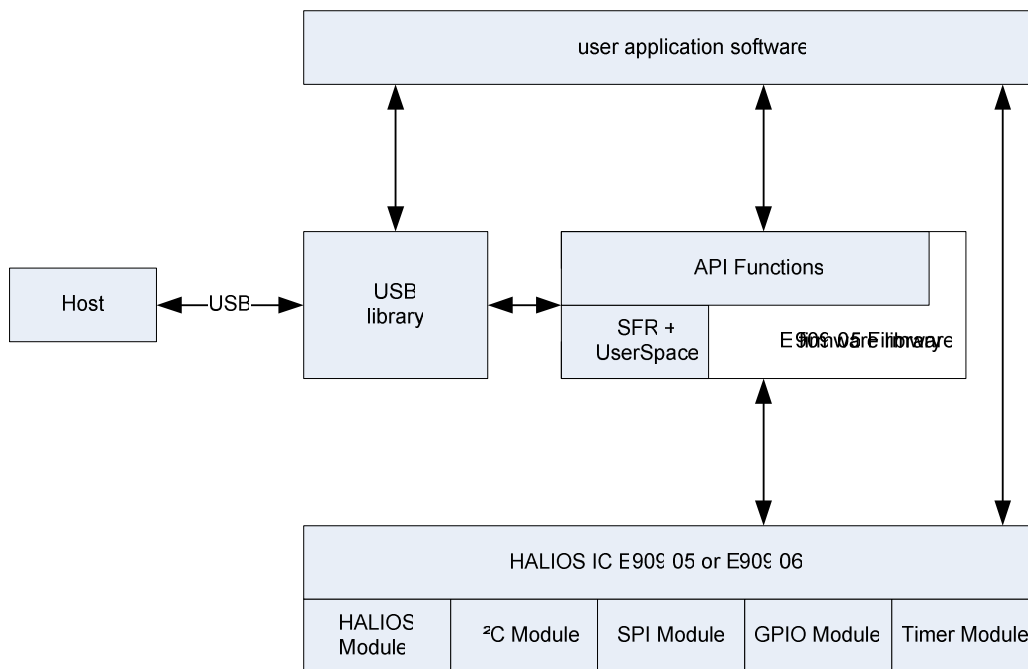 user application software
Host
USB
USB
library
API Functions
SFR +
UserSpace
HALIOS IC E909 05 or E909 06
HALIOS
Module
²C Module
SPI Module
GPIO Module
Timer Module